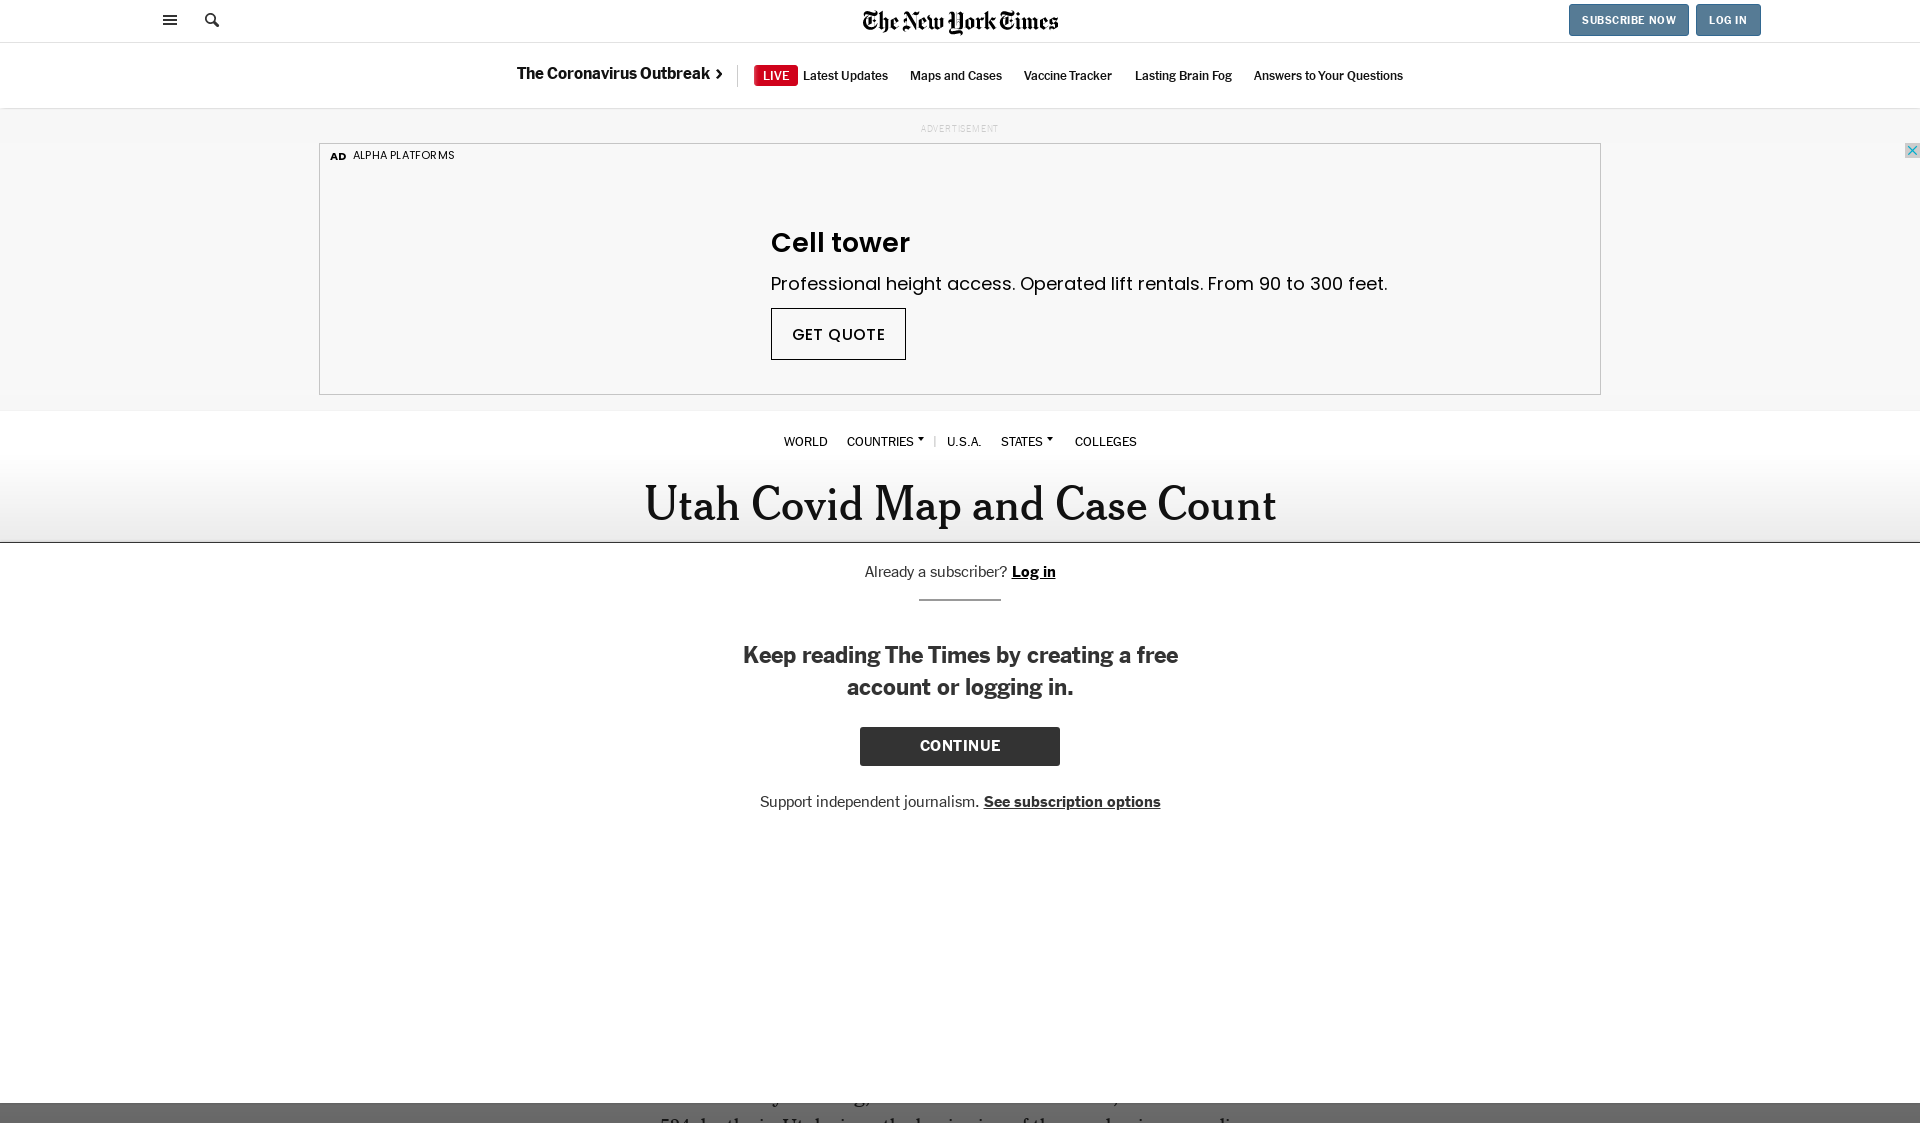 The New York Times
SUBSCRIBE NOW
LOG IN
The Coronavirus Outbreak ›
LIVE Latest Updates
Maps and Cases
Vaccine Tracker
Lasting Brain Fog
Answers to Your Questions
ADVERTISEMENT
AD ALPHA PLATFORMS
Cell tower
Professional height access. Operated lift rentals. From 90 to 300 feet.
GET QUOTE
WORLD COUNTRIES | U.S.A. STATES COLLEGES
Utah Covid Map and Case Count
Already a subscriber? Log in
Keep reading The Times by creating a free
account or logging in.
CONTINUE
Support independent journalism. See subscription options